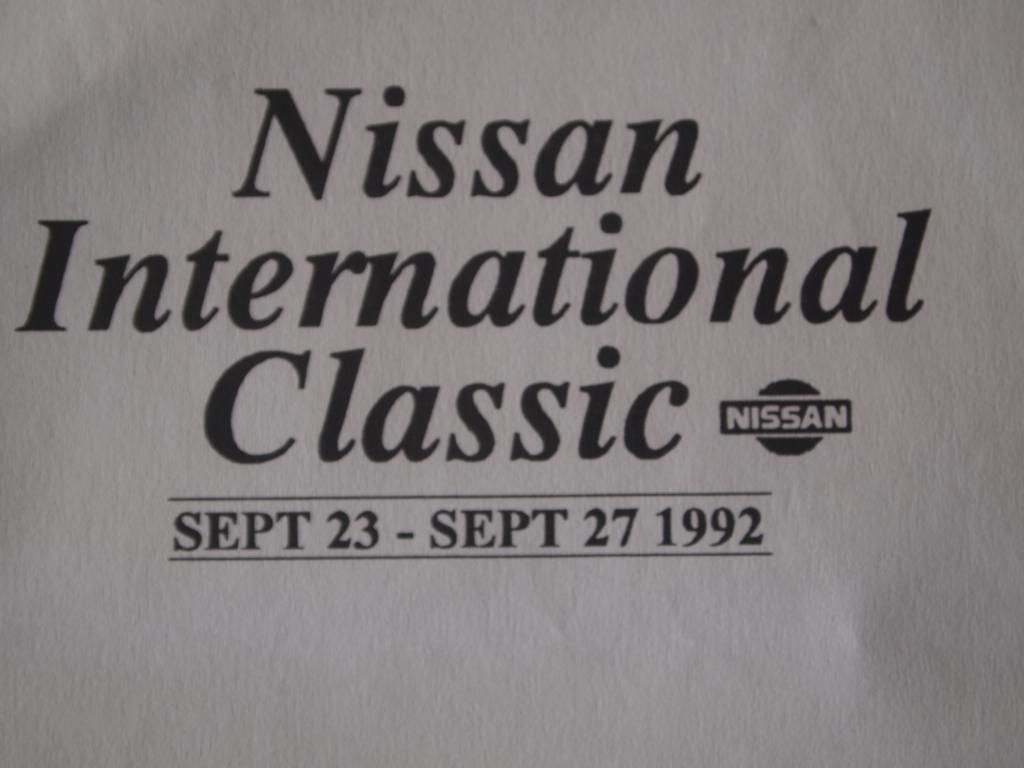 Nissan
International
Classic
NISSAN
SEPT 23 - SEPT 27 1992